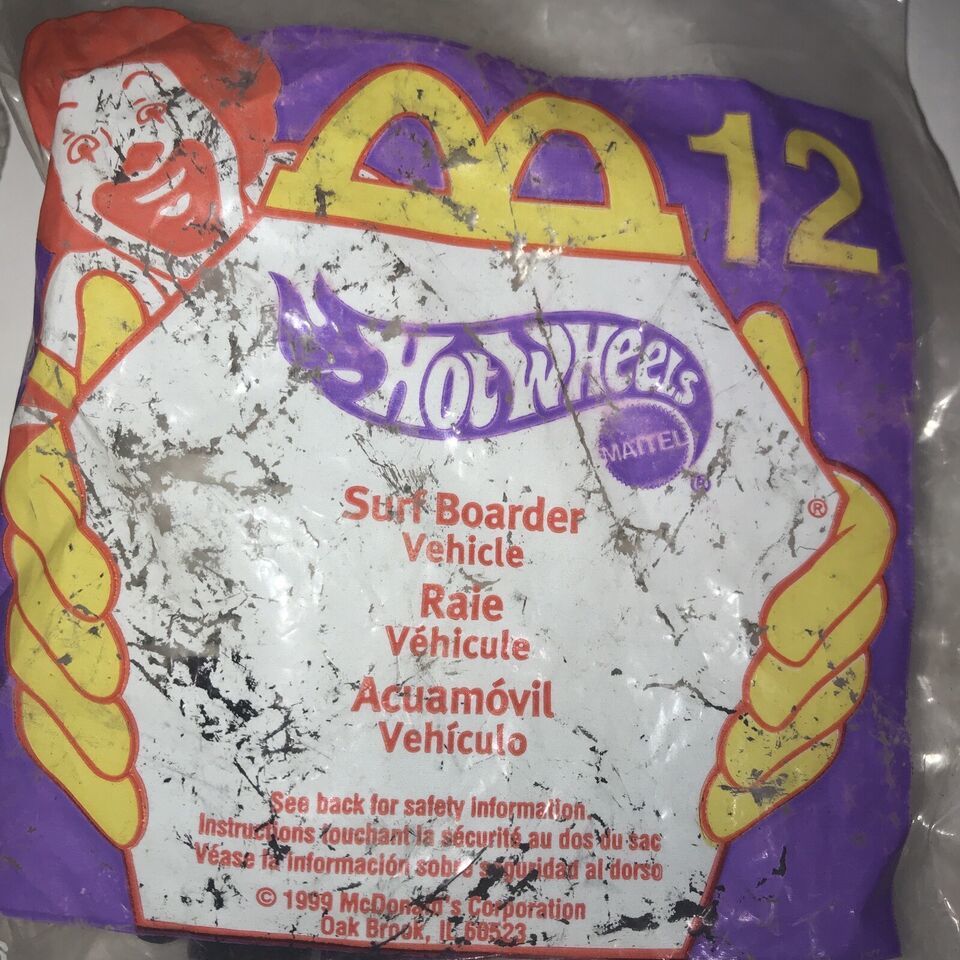 12
Hot Wheels
MATTEL
®
®
Surf Boarder
Vehicle
Raie
Véhicule
Acuamóvil
Vehículo
See back for safety information.
Instructions touchant la sécurité au dos du sac
Véase la información sobre seguridad al dorso
© 1999 McDonald's Corporation
Oak Brook, IL 60523